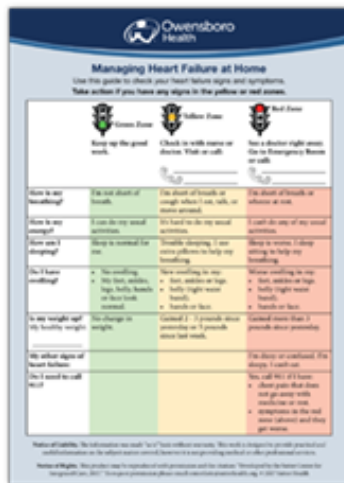 Owensboro
Health
Managing Heart Failure at Home
Use this guide to check your heart failure signs and symptoms.
Take action if you have any signs in the yellow or red zones.
Green Zone
Yellow Zone
Red Zone
Keep up the good
work.
Check in with nurse or
doctor. Visit or call:
See a doctor right away.
Go to Emergency Room
or call:
How is my
breathing?
I'm not short of
breath.
I'm short of breath or
cough when I eat, talk, or
move around.
I'm short of breath or
wheeze at rest.
How is my
energy?
I can do my usual
activities.
It's hard to do my usual
activities.
I can't do any of my usual
activities.
How am I
sleeping?
Sleep is normal for
me.
Trouble sleeping. I use
extra pillows to help my
breathing.
Sleep is worse. I sleep
sitting to help my
breathing.
Do I have
swelling?
• No swelling.
• My feet, ankles,
legs, belly, hands
or face look
normal.
New swelling in my:
• feet, ankles or legs.
• belly (tight waist
band).
• hands or face.
Worse swelling in my:
• feet, ankles or legs.
• belly (tight waist
band).
• hands or face.
Is my weight up?
My healthy weight:
No change in
weight.
Gained 2 - 3 pounds since
yesterday or 5 pounds
since last week.
Gained more than 3
pounds since
yesterday.
My other signs of
heart failure:
I'm dizzy or confused. I'm
sleepy, I can't eat.
Do I need to call
911?
Yes, call 911 if I have:
• chest pain that does
not go away with
medicine or rest.
• symptoms in the red
zone (above) and they
get worse.
Notice of Liability.
Notice of Rights.